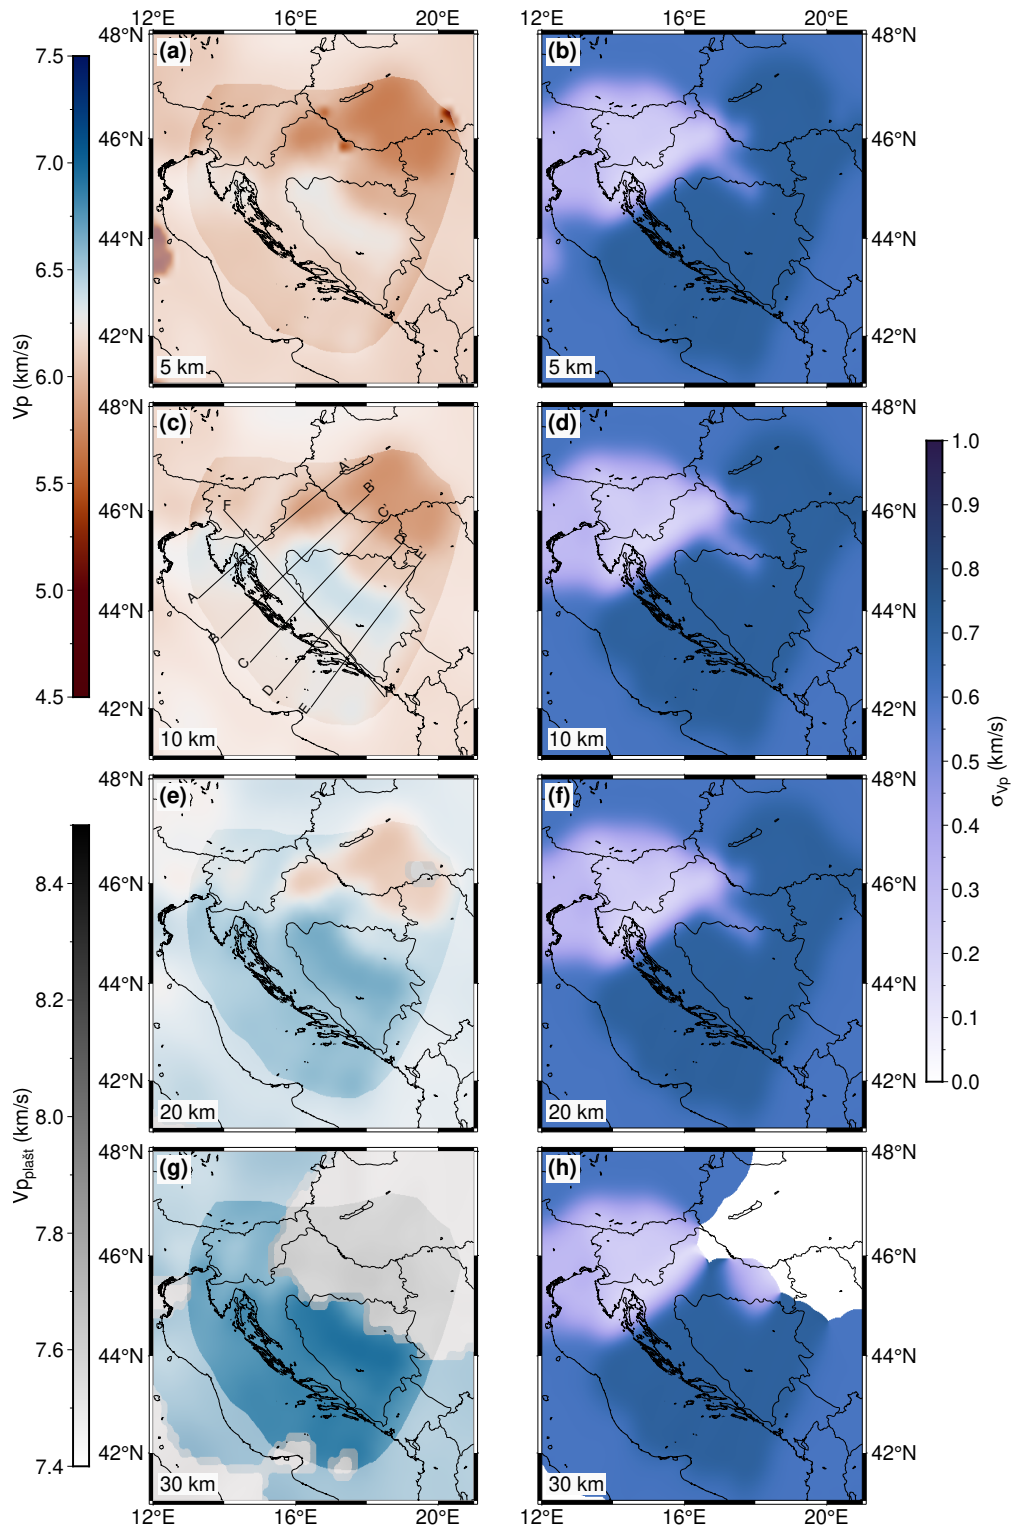 12°E 16°E 20°E 12°E 16°E 20°E
48°N (a) (b) 48°N
46°N 46°N
44°N 44°N
42°N 42°N
5 km 5 km
7.5
7.0
6.5
6.0
5.5
5.0
4.5
Vp (km/s)
48°N (c) (d) 48°N
46°N 46°N
44°N 44°N
42°N 42°N
A' B' C' D' E' F
A B C D E
10 km 10 km
48°N (e) (f) 48°N
46°N 46°N
44°N 44°N
42°N 42°N
20 km 20 km
1.0
0.9
0.8
0.7
0.6
0.5
0.4
0.3
0.2
0.1
0.0
σVp (km/s)
8.4
8.2
8.0
7.8
7.6
7.4
Vpplast (km/s)
48°N (g) (h) 48°N
46°N 46°N
44°N 44°N
42°N 42°N
30 km 30 km
12°E 16°E 20°E 12°E 16°E 20°E